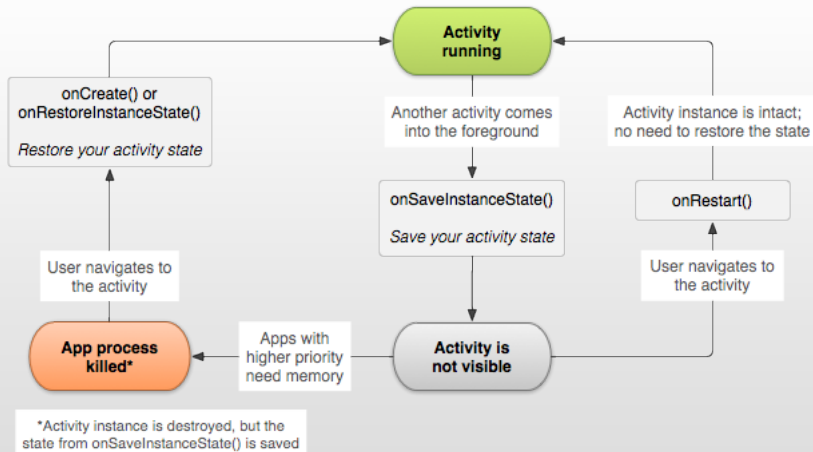 Activity
running
onCreate() or
onRestoreInstanceState()
Restore your activity state
Another activity comes
into the foreground
Activity instance is intact;
no need to restore the state
onSaveInstanceState()
Save your activity state
onRestart()
User navigates to
the activity
User navigates to
the activity
App process
killed*
Apps with
higher priority
need memory
Activity is
not visible
*Activity instance is destroyed, but the
state from onSaveInstanceState() is saved